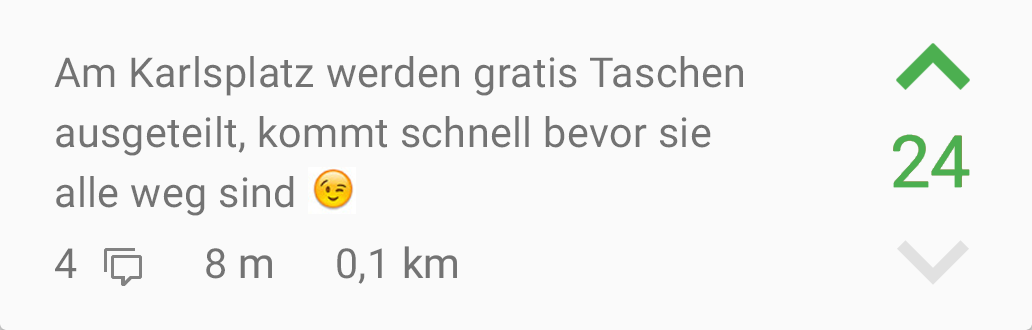 Am Karlsplatz werden gratis Taschen
ausgeteilt, kommt schnell bevor sie
alle weg sind 😉
24
4 8 m 0,1 km